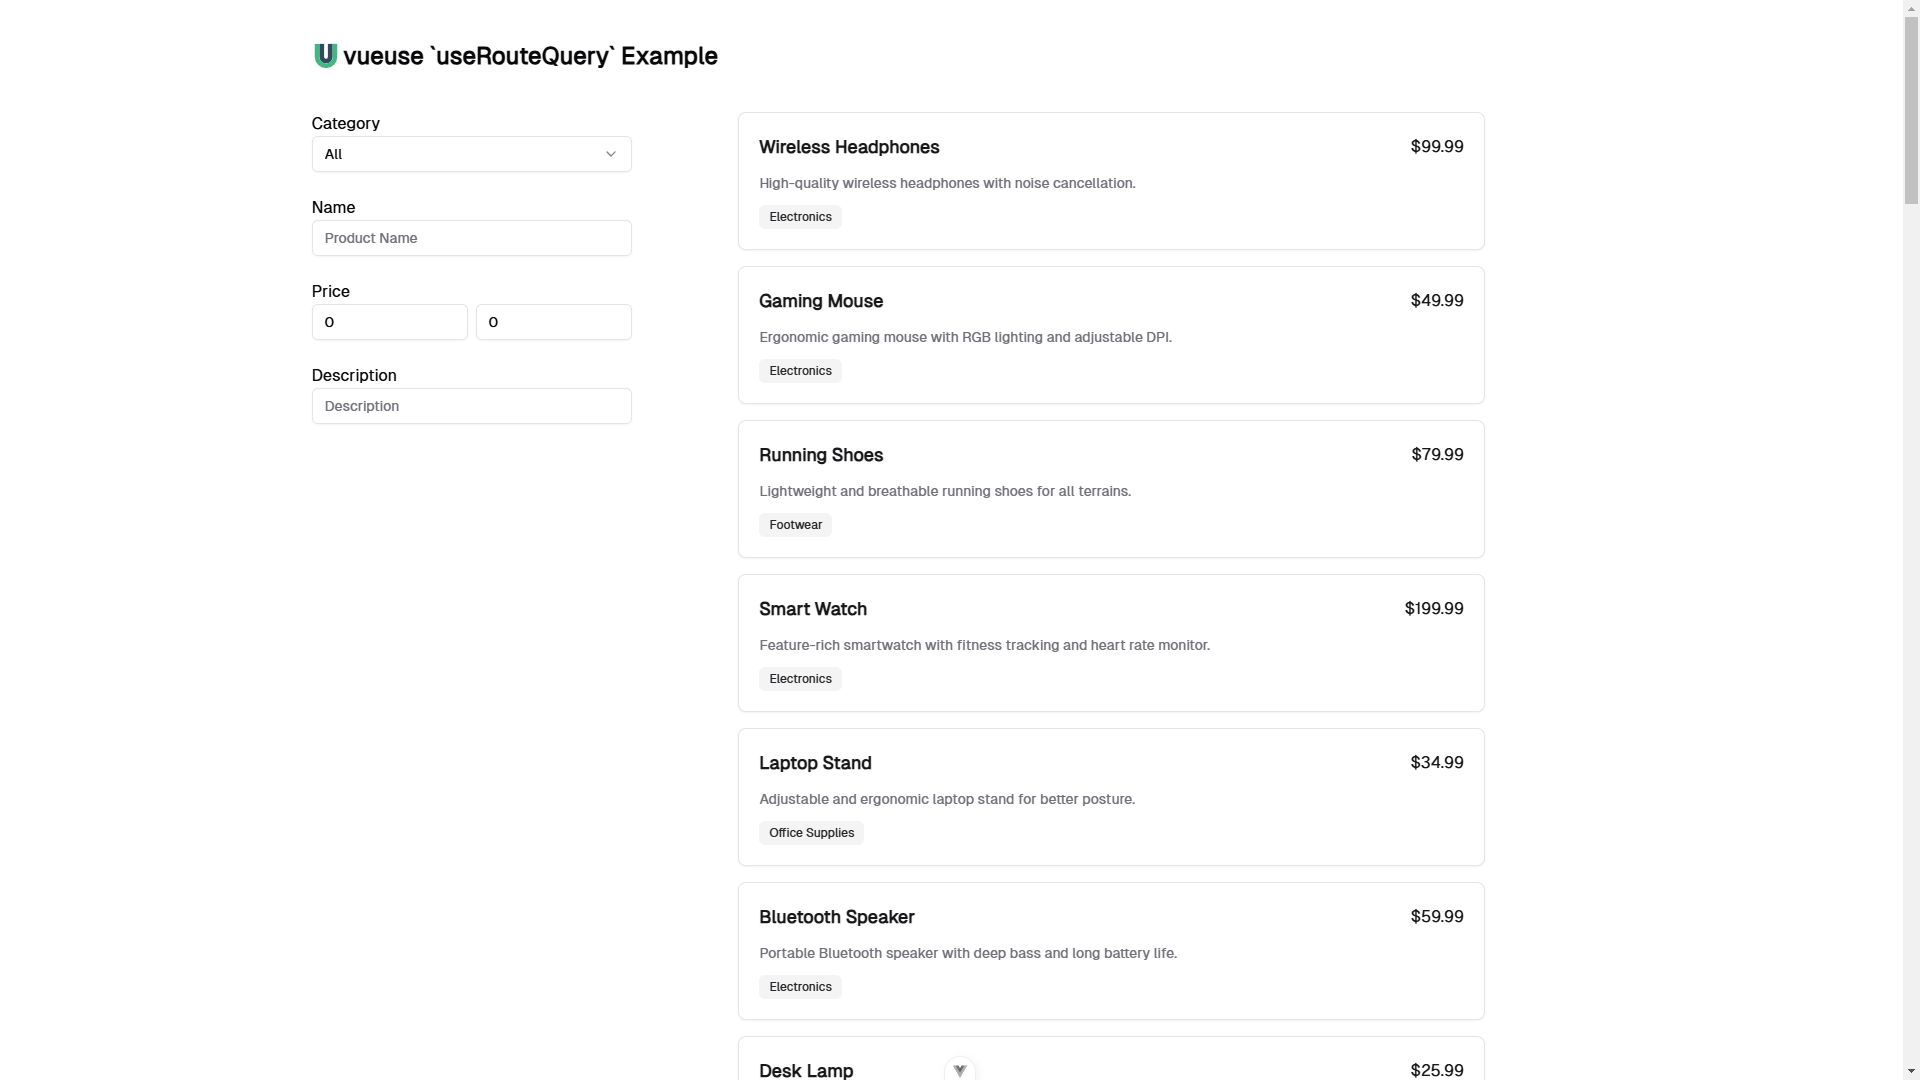 vueuse `useRouteQuery` Example
Category
All
Name
Product Name
Price
0 0
Description
Description
Wireless Headphones $99.99
High-quality wireless headphones with noise cancellation.
Electronics
Gaming Mouse $49.99
Ergonomic gaming mouse with RGB lighting and adjustable DPI.
Electronics
Running Shoes $79.99
Lightweight and breathable running shoes for all terrains.
Footwear
Smart Watch $199.99
Feature-rich smartwatch with fitness tracking and heart rate monitor.
Electronics
Laptop Stand $34.99
Adjustable and ergonomic laptop stand for better posture.
Office Supplies
Bluetooth Speaker $59.99
Portable Bluetooth speaker with deep bass and long battery life.
Electronics
Desk Lamp $25.99